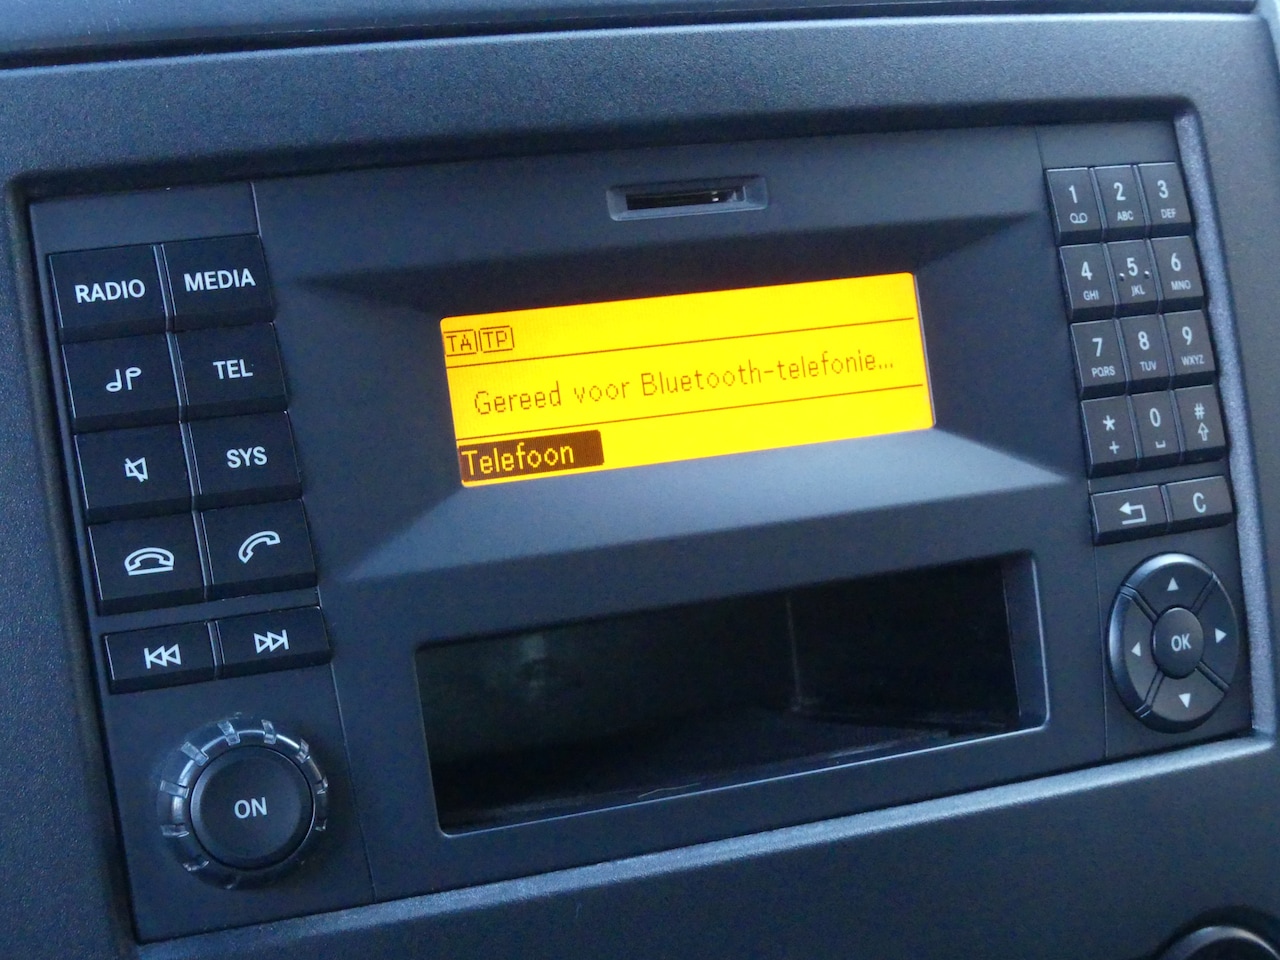 RADIO MEDIA
TEL
SYS
ON
TA TP
Gereed voor Bluetooth-telefonie...
Telefoon
1 2 ABC 3 DEF
4 GHI 5 JKL 6 MNO
7 PQRS 8 TUV 9 WXYZ
* + 0 #
C
OK